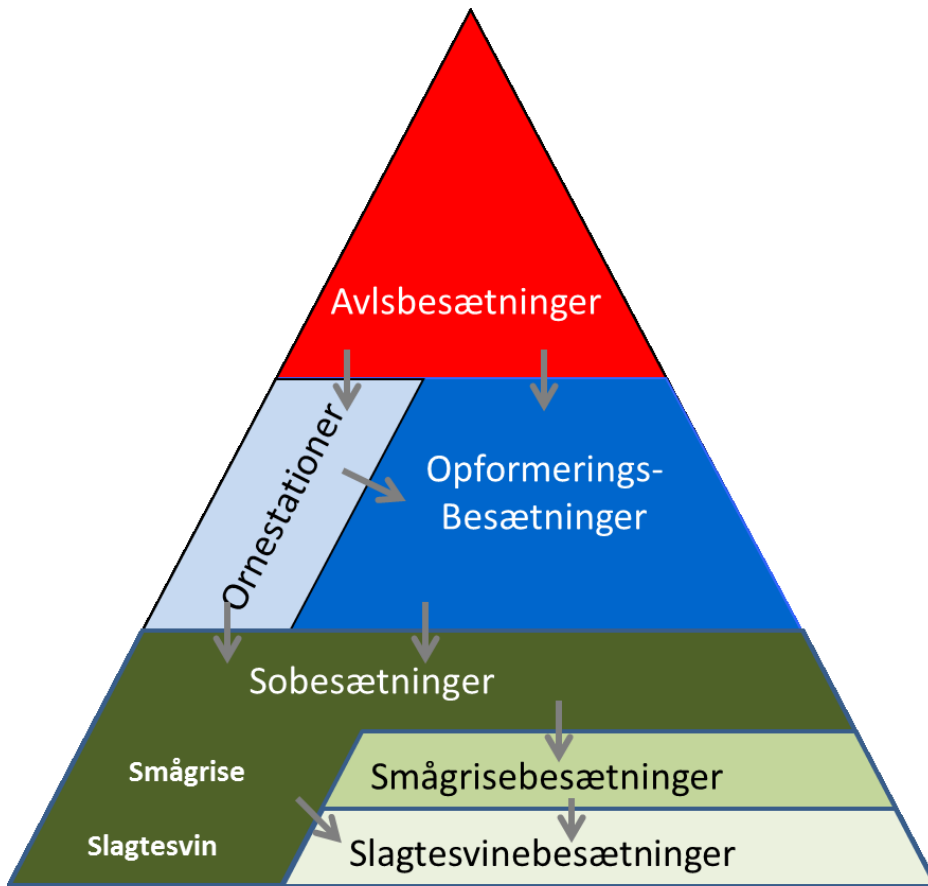 Avlsbesætninger
Ornestationer
Opformerings-
Besætninger
Sobesætninger
Smågrise
Smågrisebesætninger
Slagtesvin
Slagtesvinebesætninger